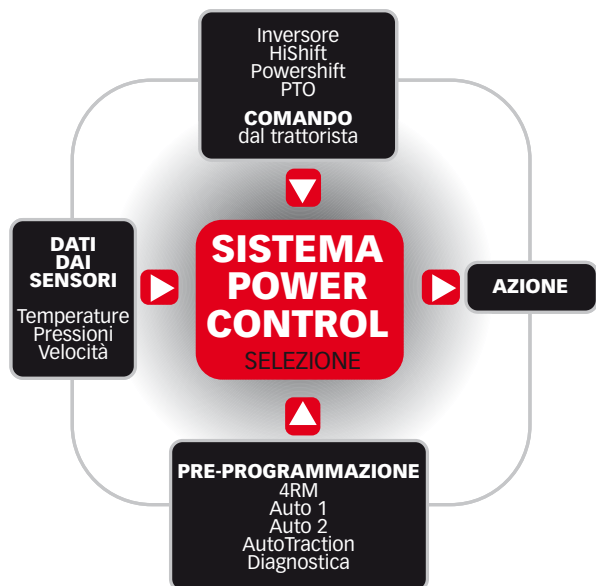 Inversore
HiShift
Powershift
PTO
COMANDO
dal trattorista
DATI
DAI
SENSORI
Temperature
Pressioni
Velocità
SISTEMA
POWER
CONTROL
SELEZIONE
AZIONE
PRE-PROGRAMMAZIONE
4RM
Auto 1
Auto 2
AutoTraction
Diagnostica